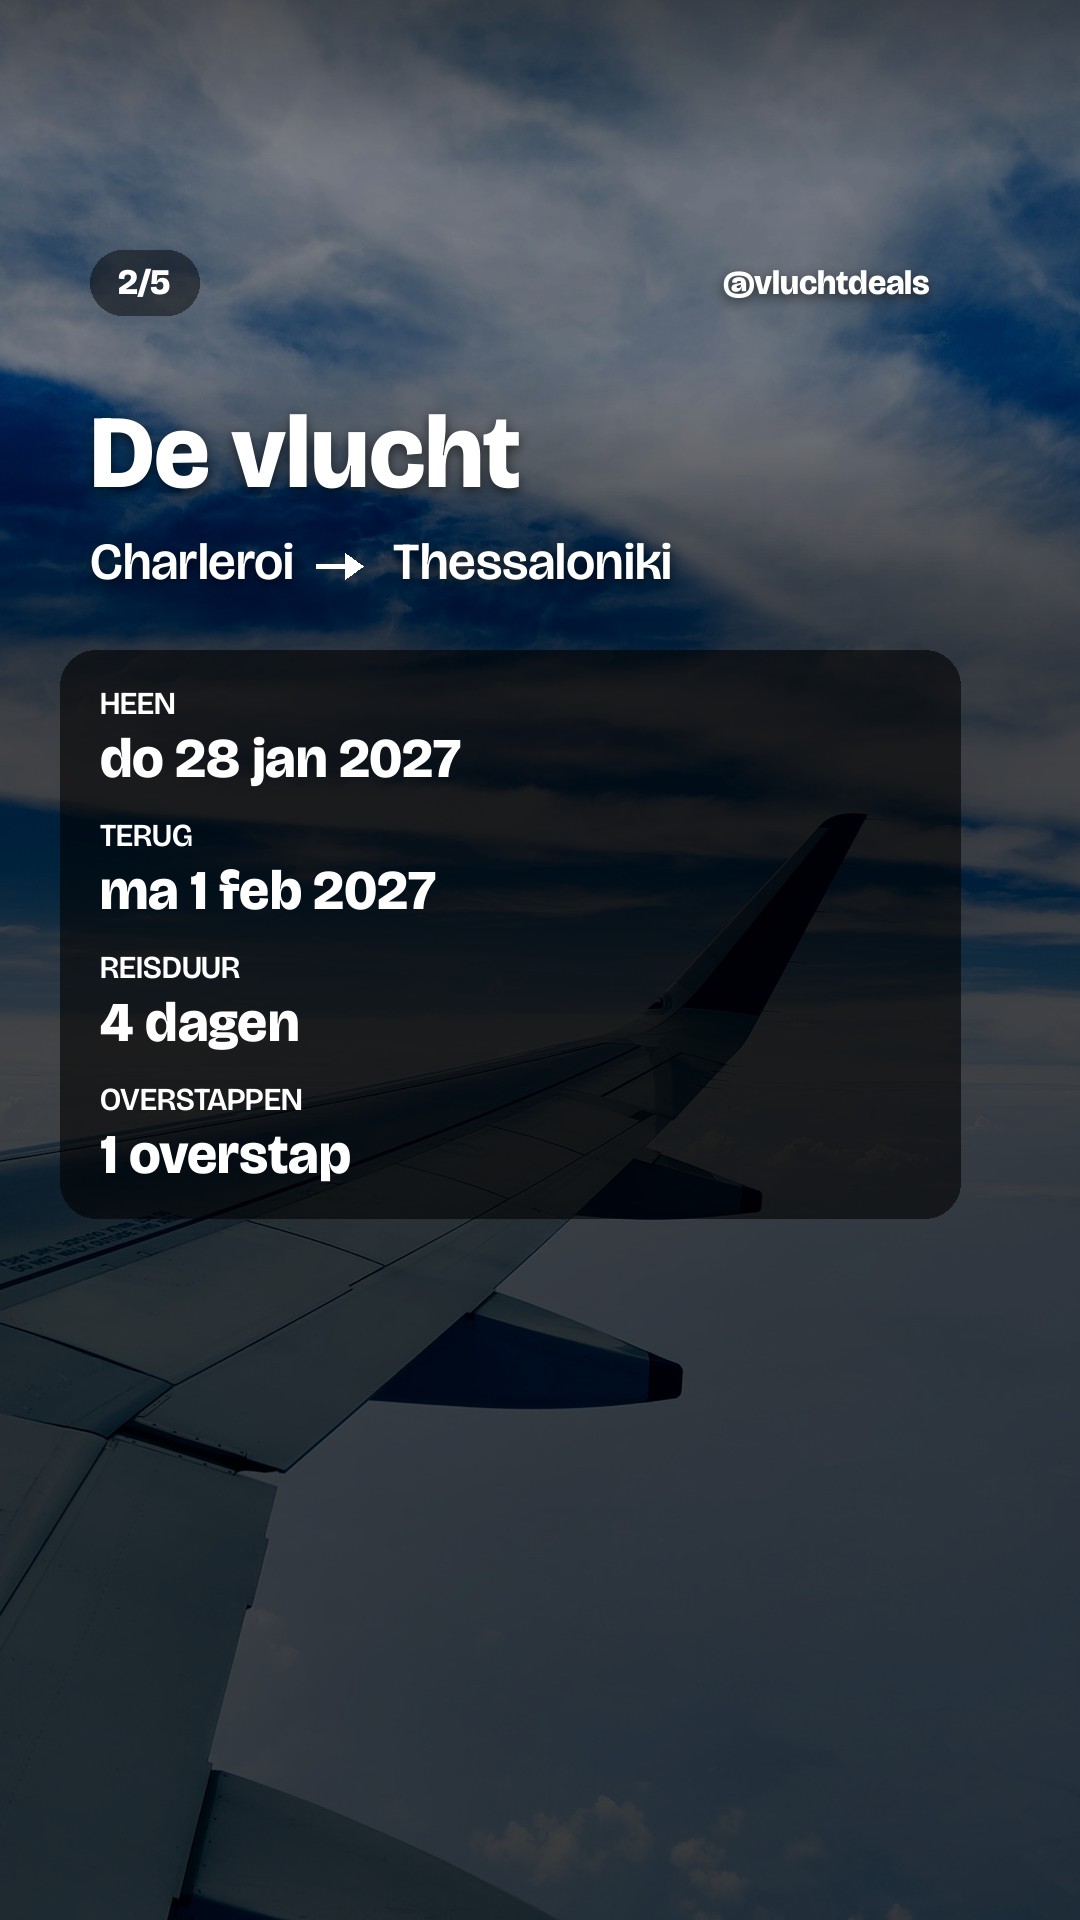 2/5
@vluchtdeals
De vlucht
Charleroi → Thessaloniki
HEEN
do 28 jan 2027
TERUG
ma 1 feb 2027
REISDUUR
4 dagen
OVERSTAPPEN
1 overstap